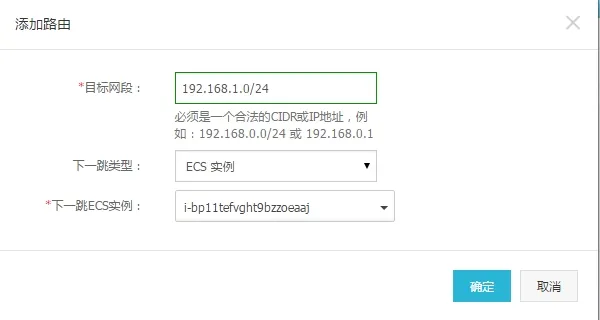 添加路由
*目标网段：
192.168.1.0/24
必须是一个合法的CIDR或IP地址，例
如：192.168.0.0/24 或 192.168.0.1
下一跳类型：
ECS 实例
*下一跳ECS实例：
i-bp11tefvght9bzzoeaaj
确定
取消